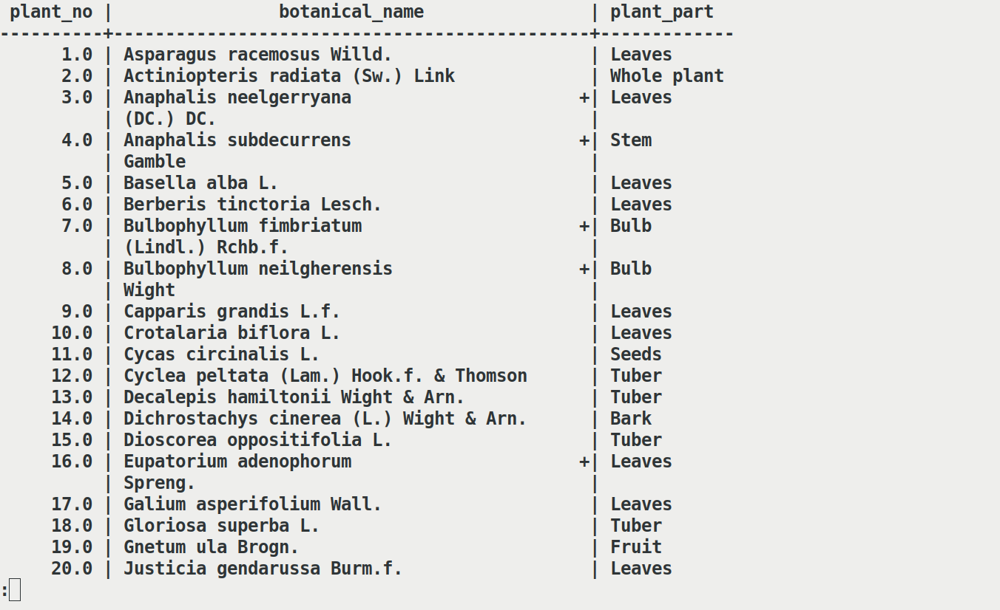 plant_no |                botanical_name                | plant_part
----------+----------------------------------------------+-------------
      1.0 | Asparagus racemosus Willd.                   | Leaves
      2.0 | Actiniopteris radiata (Sw.) Link             | Whole plant
      3.0 | Anaphalis neelgerryana                      +| Leaves
          | (DC.) DC.                                    |
      4.0 | Anaphalis subdecurrens                      +| Stem
          | Gamble                                       |
      5.0 | Basella alba L.                              | Leaves
      6.0 | Berberis tinctoria Lesch.                    | Leaves
      7.0 | Bulbophyllum fimbriatum                     +| Bulb
          | (Lindl.) Rchb.f.                             |
      8.0 | Bulbophyllum neilgherensis                  +| Bulb
          | Wight                                        |
      9.0 | Capparis grandis L.f.                        | Leaves
     10.0 | Crotalaria biflora L.                        | Leaves
     11.0 | Cycas circinalis L.                          | Seeds
     12.0 | Cyclea peltata (Lam.) Hook.f. & Thomson      | Tuber
     13.0 | Decalepis hamiltonii Wight & Arn.            | Tuber
     14.0 | Dichrostachys cinerea (L.) Wight & Arn.      | Bark
     15.0 | Dioscorea oppositifolia L.                   | Tuber
     16.0 | Eupatorium adenophorum                      +| Leaves
          | Spreng.                                      |
     17.0 | Galium asperifolium Wall.                    | Leaves
     18.0 | Gloriosa superba L.                          | Tuber
     19.0 | Gnetum ula Brogn.                            | Fruit
     20.0 | Justicia gendarussa Burm.f.                  | Leaves
: